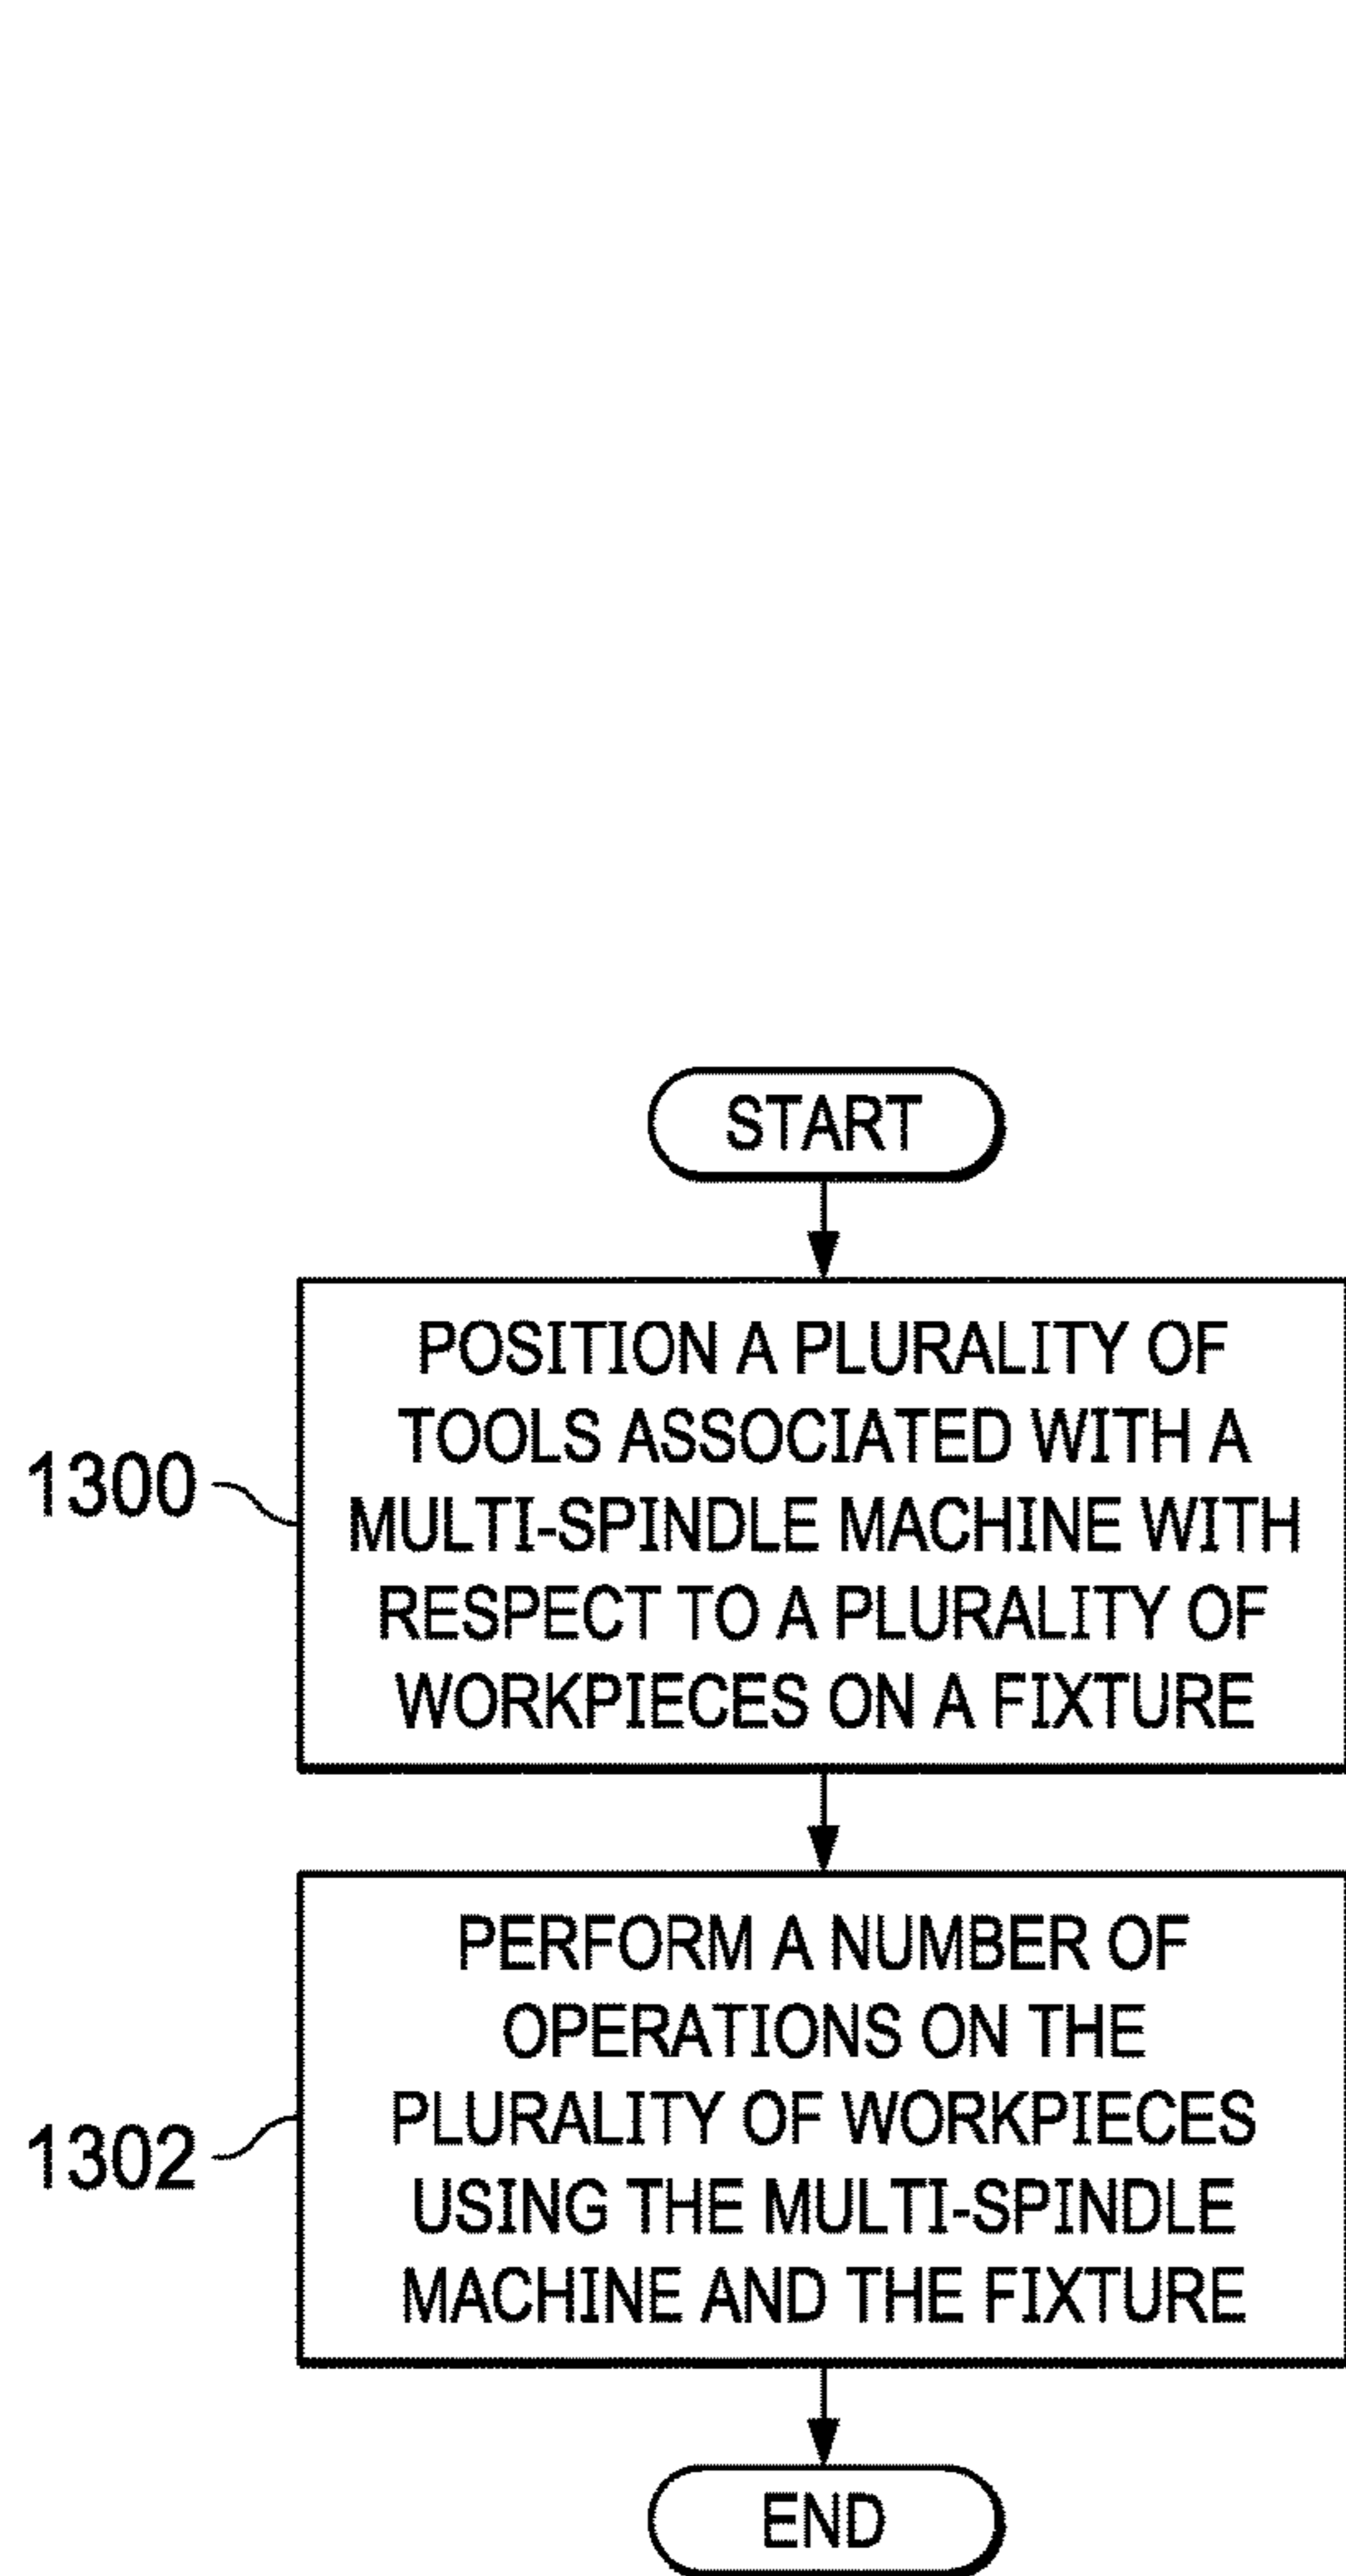 START
POSITION A PLURALITY OF
TOOLS ASSOCIATED WITH A
MULTI-SPINDLE MACHINE WITH
RESPECT TO A PLURALITY OF
WORKPIECES ON A FIXTURE
1300
PERFORM A NUMBER OF
OPERATIONS ON THE
PLURALITY OF WORKPIECES
USING THE MULTI-SPINDLE
MACHINE AND THE FIXTURE
1302
END